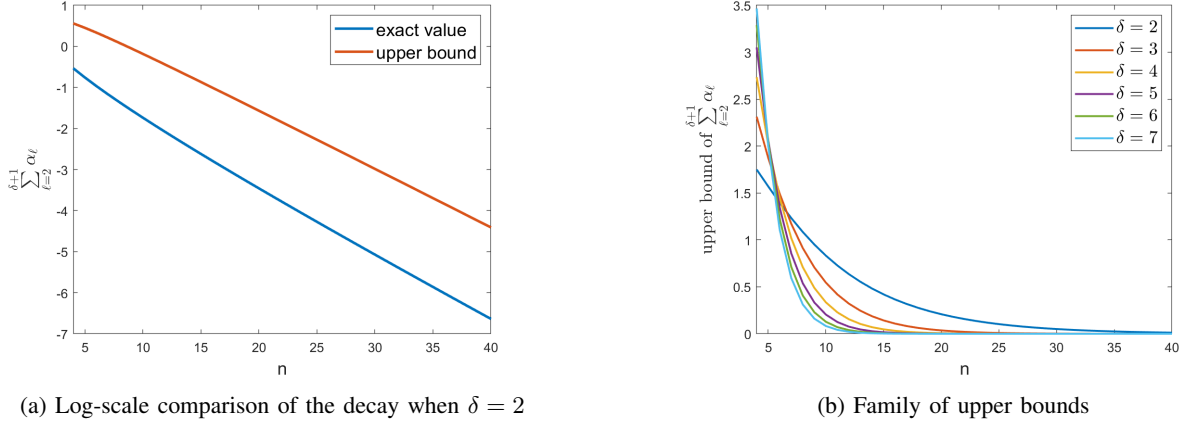 1
0
-1
-2
-3
-4
-5
-6
-7
5 10 15 20 25 30 35 40
n
δ+1
∑ αℓ
ℓ=2
exact value
upper bound
(a) Log-scale comparison of the decay when δ = 2
3.5
3
2.5
2
1.5
1
0.5
0
5 10 15 20 25 30 35 40
n
δ+1
upper bound of ∑ αℓ
ℓ=2
δ = 2
δ = 3
δ = 4
δ = 5
δ = 6
δ = 7
(b) Family of upper bounds